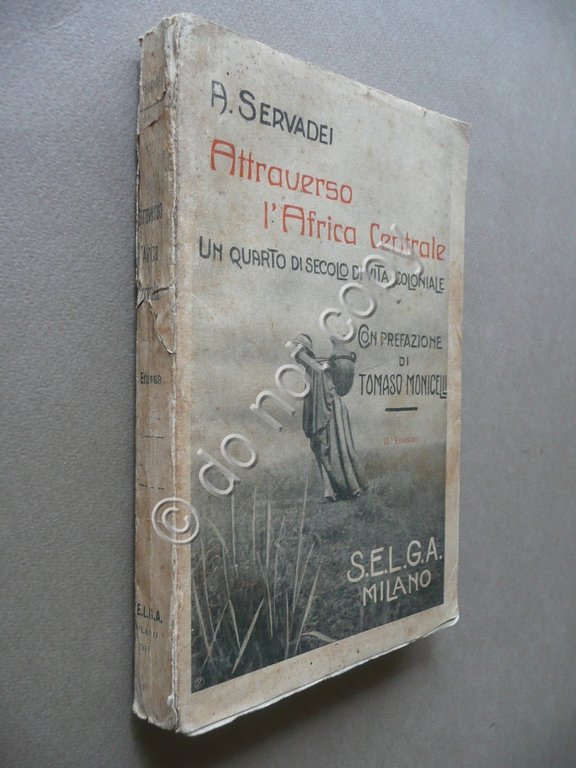 A. SERVADEI
Attraverso
l'Africa Centrale
UN QUARTO DI SECOLO DI VITA COLONIALE
CON PREFAZIONE
DI
TOMASO MONICELLI
S.E.L.G.A.
MILANO
© do not copy
l'Africa
E.L.G.A.